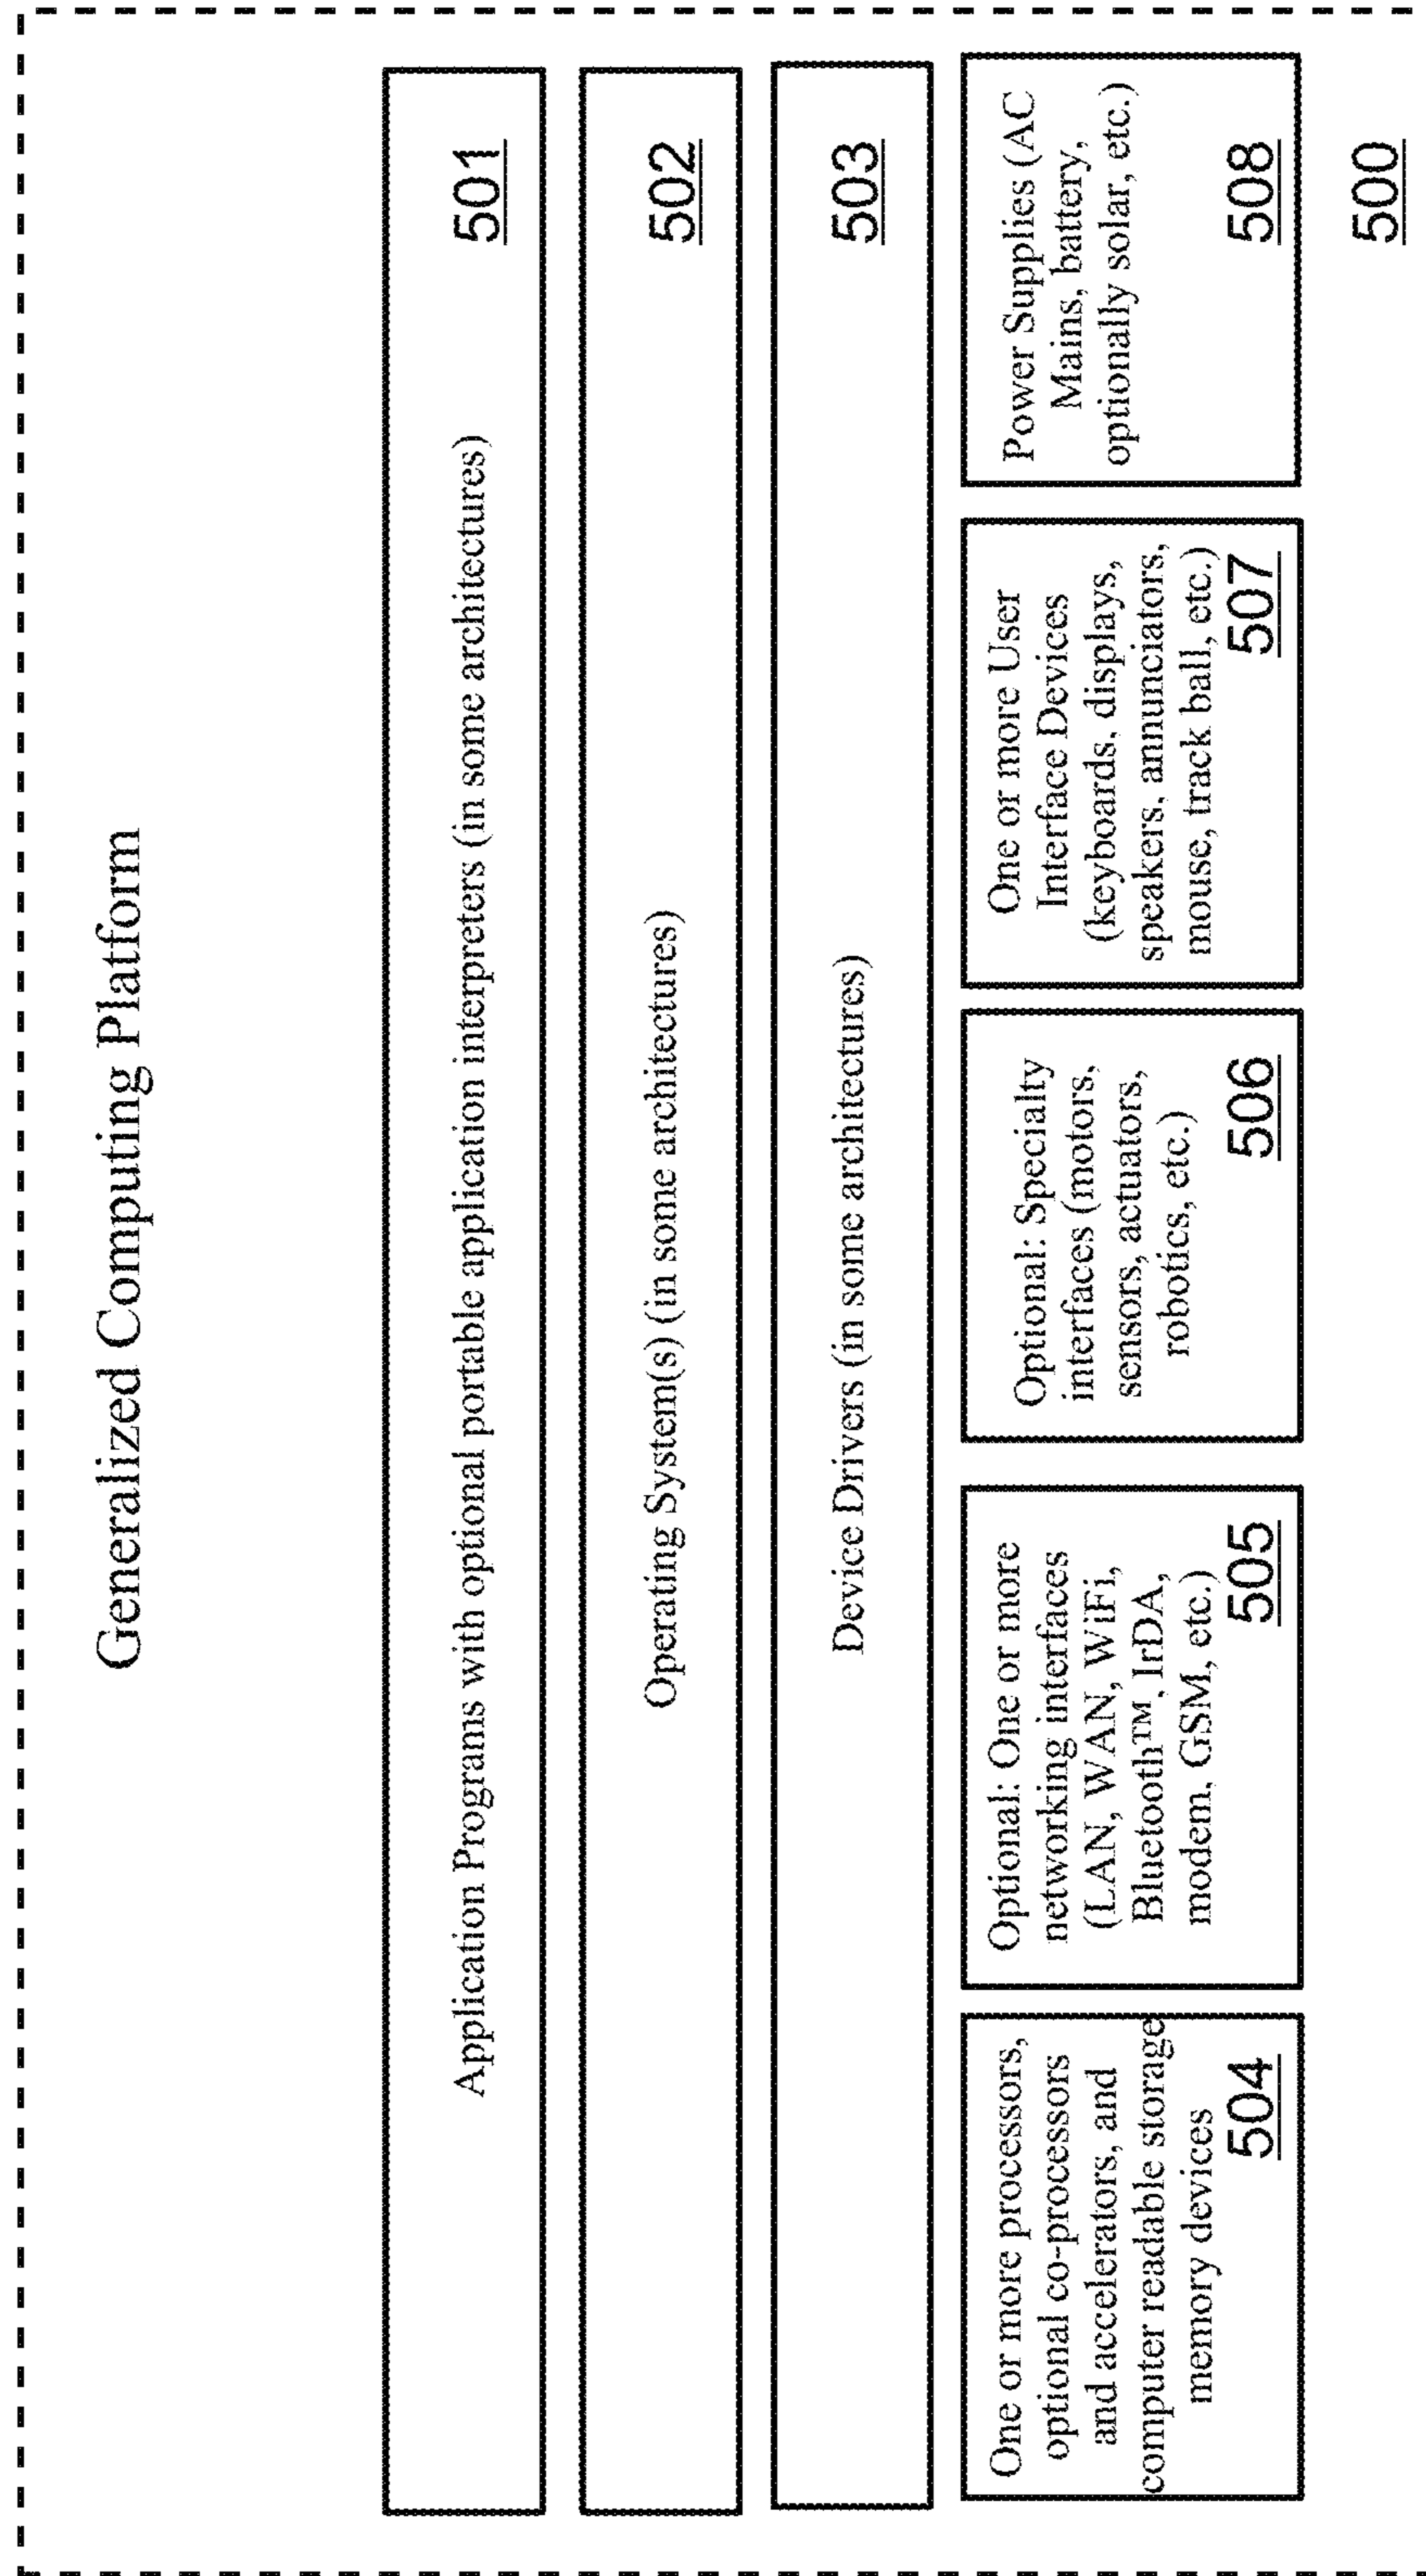 Generalized Computing Platform
Application Programs with optional portable application interpreters (in some architectures)
501
Operating System(s) (in some architectures)
502
Device Drivers (in some architectures)
503
One or more processors,
optional co-processors
and accelerators, and
computer readable storage
memory devices
504
Optional: One or more
networking interfaces
(LAN, WAN, WiFi,
Bluetooth™, IrDA,
modem, GSM, etc.)
505
Optional: Specialty
interfaces (motors,
sensors, actuators,
robotics, etc.)
506
One or more User
Interface Devices
(keyboards, displays,
speakers, annunciators,
mouse, track ball, etc.)
507
Power Supplies (AC
Mains, battery,
optionally solar, etc.)
508
500